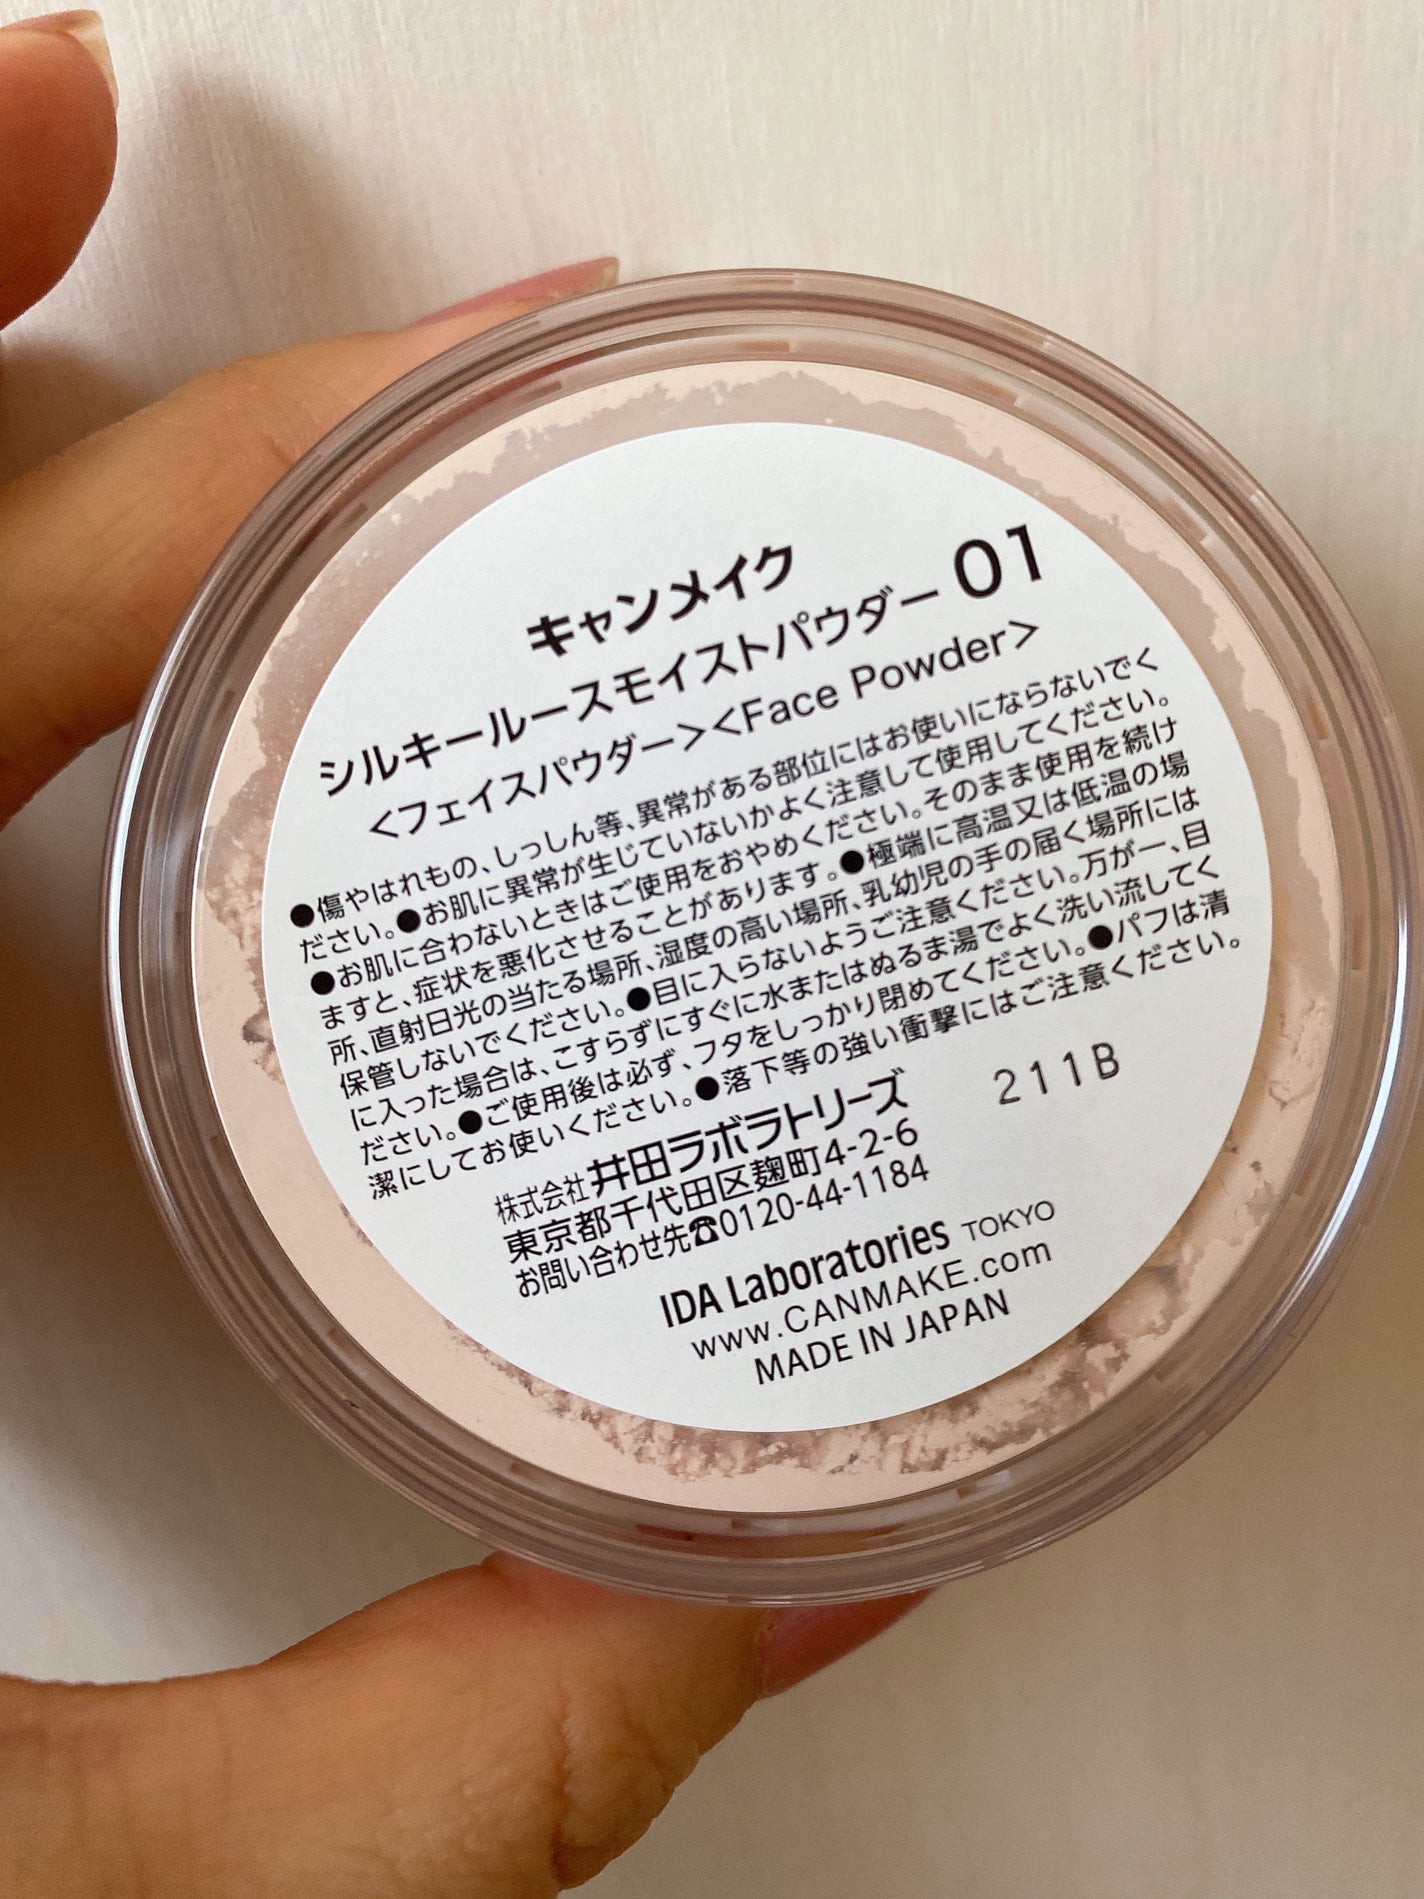 キャンメイク
シルキールースモイストパウダー 01
<フェイスパウダー><Face Powder>
●傷やはれもの、しっしん等、異常がある部位にはお使いにならないでく
ださい。●お肌に異常が生じていないかよく注意して使用してください。
●お肌に合わないときはご使用をおやめください。そのまま使用を続け
ますと、症状を悪化させることがあります。●極端に高温又は低温の場
所、直射日光の当たる場所、湿度の高い場所、乳幼児の手の届く場所には
保管しないでください。●目に入らないようご注意ください。万が一、目
に入った場合は、こすらずにすぐに水またはぬるま湯でよく洗い流してく
ださい。●ご使用後は必ず、フタをしっかり閉めてください。●パフは清
潔にしてお使いください。●落下等の強い衝撃にはご注意ください。
211B
株式会社 井田ラボラトリーズ
東京都千代田区麹町4-2-6
お問い合わせ先☎0120-44-1184
IDA Laboratories TOKYO
www.CANMAKE.com
MADE IN JAPAN